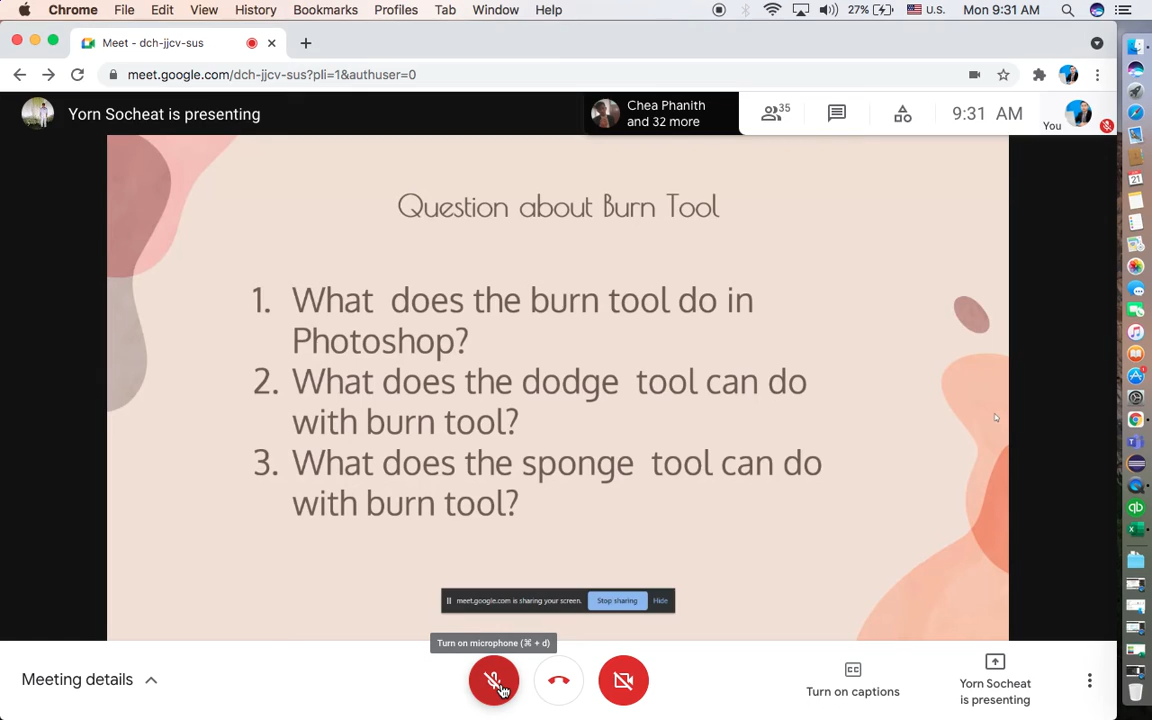 Chrome File Edit View History Bookmarks Profiles Tab Window Help 27% U.S. Mon 9:31 AM
Meet - dch-jjcv-sus
meet.google.com/dch-jjcv-sus?pli=1&authuser=0
Yorn Socheat is presenting
Chea Phanith
and 32 more
35
9:31 AM
You
Question about Burn Tool
1. What does the burn tool do in
Photoshop?
2. What does the dodge tool can do
with burn tool?
3. What does the sponge tool can do
with burn tool?
meet.google.com is sharing your screen. Stop sharing Hide
Turn on microphone (⌘ + d)
Meeting details
CC
Turn on captions
Yorn Socheat
is presenting
21